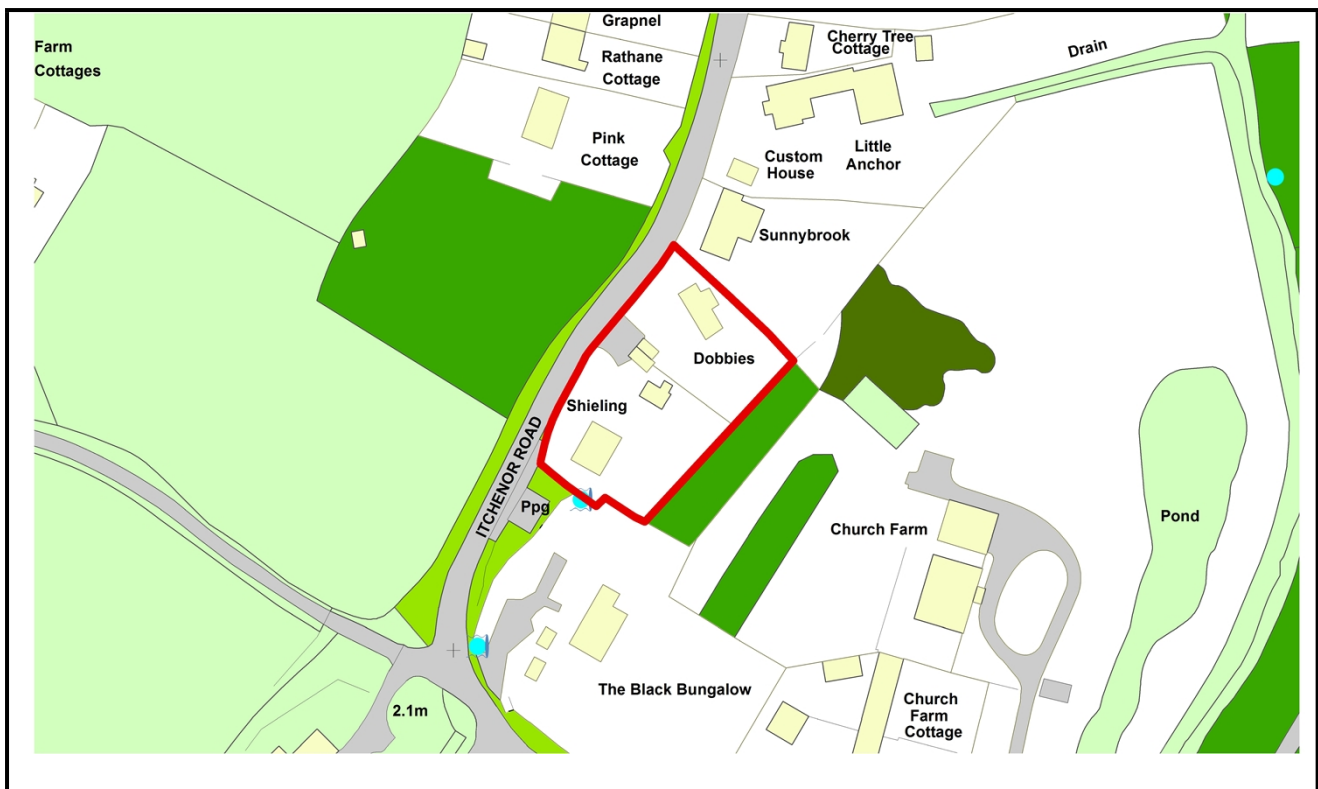 Grapnel
Farm
Cottages
Rathane
Cottage
Cherry Tree
Cottage
Drain
Pink
Cottage
Custom
House
Little
Anchor
Sunnybrook
Dobbies
Shieling
ITCHENOR ROAD
Ppg
Church Farm
Pond
The Black Bungalow
2.1m
Church
Farm
Cottage